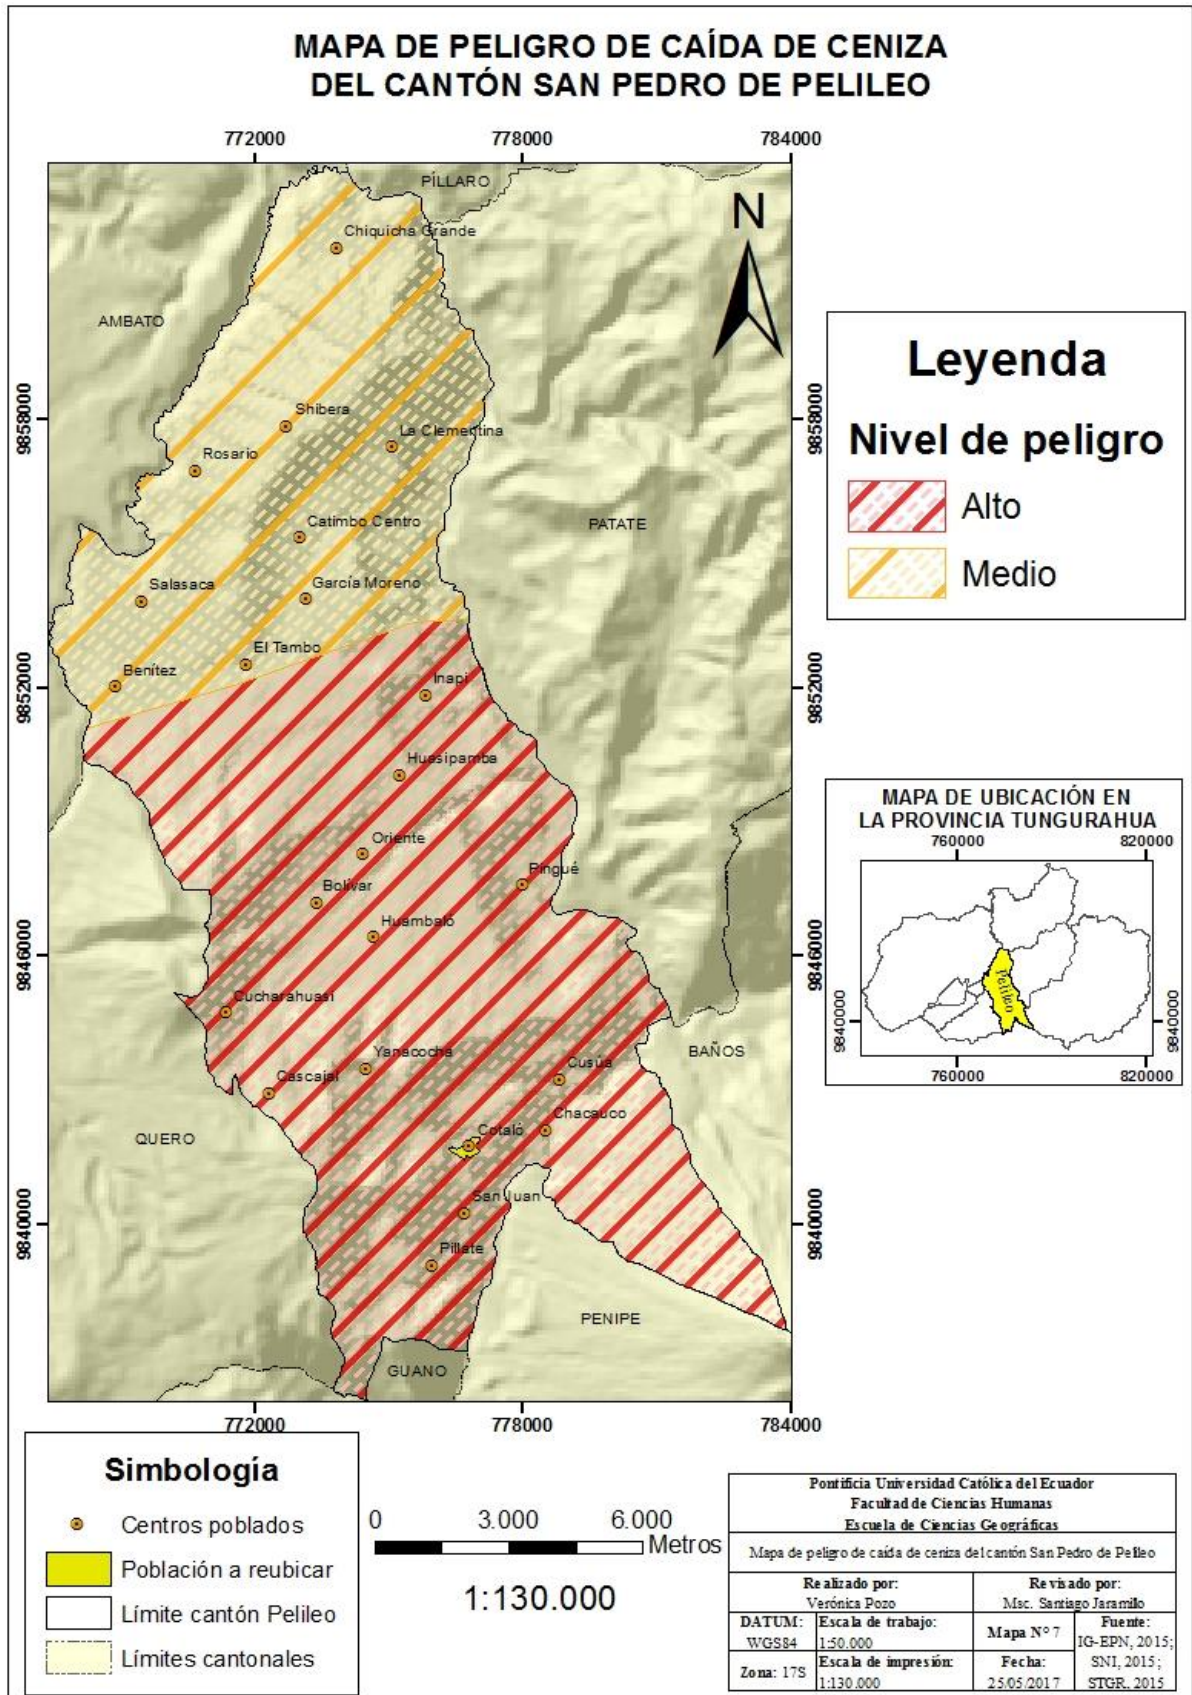 MAPA DE PELIGRO DE CAÍDA DE CENIZA
DEL CANTÓN SAN PEDRO DE PELILEO
772000
778000
784000
PÍLLARO
N
Chiquicha Grande
AMBATO
9858000
9858000
Shibera
La Clementina
Rosario
Catimbo Centro
PATATE
Salasaca
García Moreno
El Tambo
Benítez
9852000
9852000
Inapi
Huasipamba
Oriente
Pingué
Bolívar
Huambaló
9846000
9846000
Cucharahuasi
Yanacocha
BAÑOS
Cusúa
Cascajal
Chacauco
QUERO
Cotaló
San Juan
9840000
9840000
Pillate
PENIPE
GUANO
772000
778000
784000
Leyenda
Nivel de peligro
Alto
Medio
MAPA DE UBICACIÓN EN
LA PROVINCIA TUNGURAHUA
760000
820000
Pelileo
9840000
9840000
760000
820000
Simbología
Centros poblados
Población a reubicar
Límite cantón Pelileo
Límites cantonales
0
3.000
6.000
Metros
1:130.000
Pontificia Universidad Católica del Ecuador
Facultad de Ciencias Humanas
Escuela de Ciencias Geográficas
Mapa de peligro de caída de ceniza del cantón San Pedro de Pelileo
Realizado por:
Verónica Pozo
Revisado por:
Msc. Santiago Jaramillo
DATUM:
WGS84
Escala de trabajo:
1:50.000
Mapa N° 7
Fuente:
IG-EPN, 2015;
SNI, 2015;
STGR, 2015
Zona: 17S
Escala de impresión:
1:130.000
Fecha:
25/05/2017